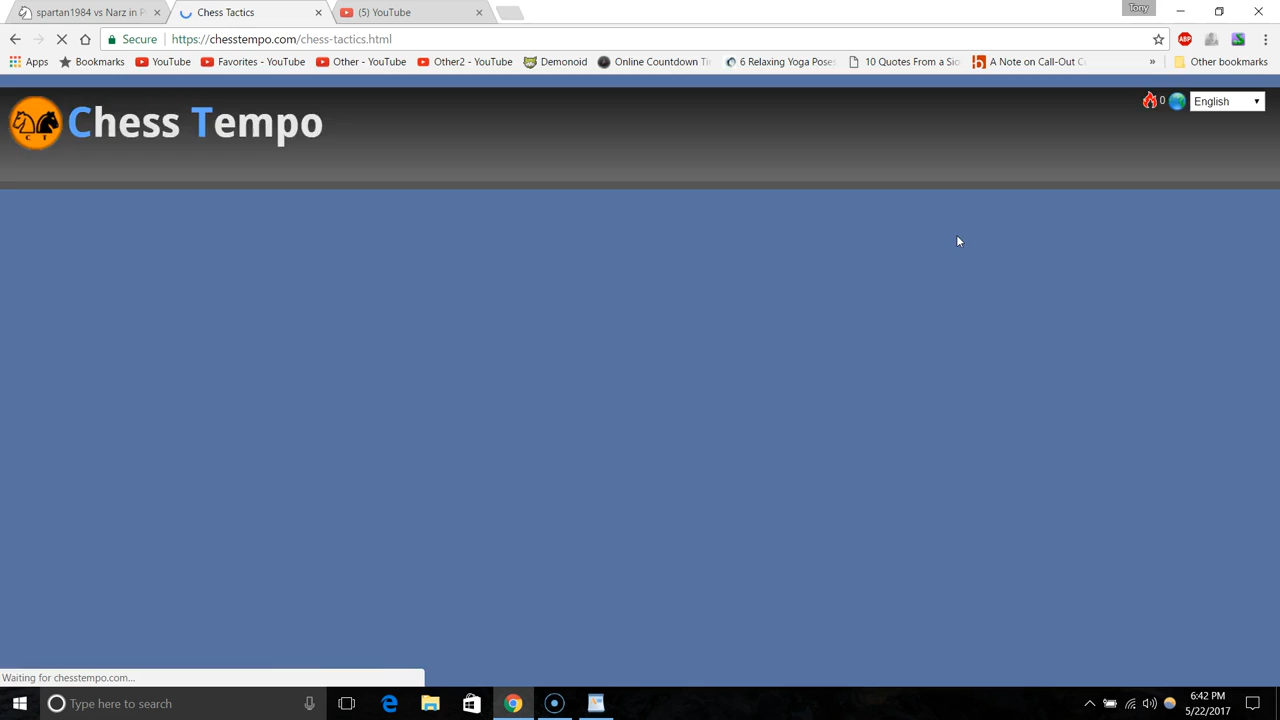 spartan1984 vs Narz in P
Chess Tactics
(5) YouTube
Tony
Secure
https://chesstempo.com/chess-tactics.html
ABP
Apps
Bookmarks
YouTube
Favorites - YouTube
Other - YouTube
Other2 - YouTube
Demonoid
Online Countdown Ti
6 Relaxing Yoga Poses
10 Quotes From a Sio
A Note on Call-Out C
»
Other bookmarks
Chess Tempo
C T
0
English
Waiting for chesstempo.com...
Type here to search
6:42 PM
5/22/2017